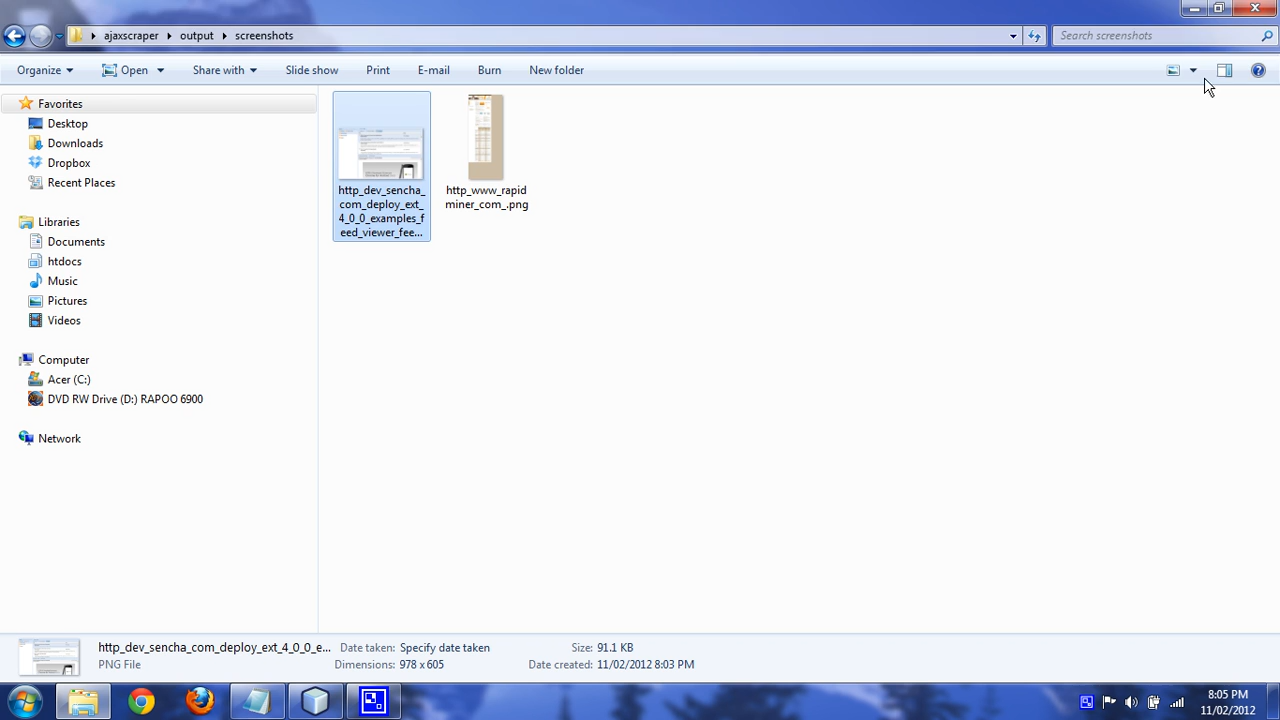 ajaxscraper output screenshots
Search screenshots
Organize Open Share with Slide show Print E-mail Burn New folder
Favorites
Desktop
Downloads
Dropbox
Recent Places
Libraries
Documents
htdocs
Music
Pictures
Videos
Computer
Acer (C:)
DVD RW Drive (D:) RAPOO 6900
Network
http_dev_sencha_
com_deploy_ext_
4_0_0_examples_f
eed_viewer_fee...
http_www_rapid
miner_com_.png
http_dev_sencha_com_deploy_ext_4_0_0_e... Date taken: Specify date taken Size: 91.1 KB
PNG File Dimensions: 978 x 605 Date created: 11/02/2012 8:03 PM
8:05 PM
11/02/2012